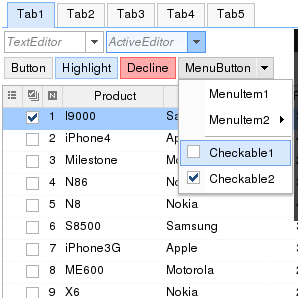 Tab1 Tab2 Tab3 Tab4 Tab5
TextEditor ActiveEditor
Button Highlight Decline MenuButton
N Product
MenuItem1
MenuItem2
Checkable1
Checkable2
1 I9000 Sa
2 iPhone4 Ap
3 Milestone M
4 N86 N
5 N8 Nokia
6 S8500 Samsung
7 iPhone3G Apple
8 ME600 Motorola
9 X6 Nokia